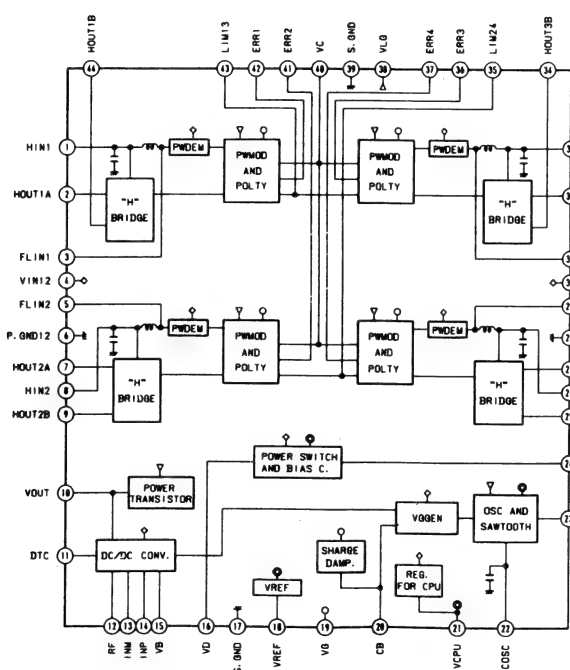 HOUT1B
LIM13
ERR1
ERR2
VC
S.GND
VLG
ERR4
ERR3
LIM24
HOUT3B
44
43
42
41
40
39
38
37
36
35
34
HIN1
1
PWDEM
PWMOD
AND
POLTY
PWMOD
AND
POLTY
PWDEM
HOUT1A
2
"H"
BRIDGE
"H"
BRIDGE
FLIN1
3
VIN12
4
FLIN2
5
PWDEM
PWMOD
AND
POLTY
PWMOD
AND
POLTY
PWDEM
P.GND12
6
HOUT2A
7
"H"
BRIDGE
"H"
BRIDGE
HIN2
8
HOUT2B
9
POWER SWITCH
AND BIAS C.
VOUT
10
POWER
TRANSISTOR
VGGEN
OSC AND
SAWTOOTH
DTC
11
DC/DC CONV.
SHARGE
DAMP.
REG.
FOR CPU
VREF
12
13
14
15
16
17
18
19
20
21
22
RF
INM
INP
VB
VD
S.GND
VREF
VG
CB
VCPU
COSC